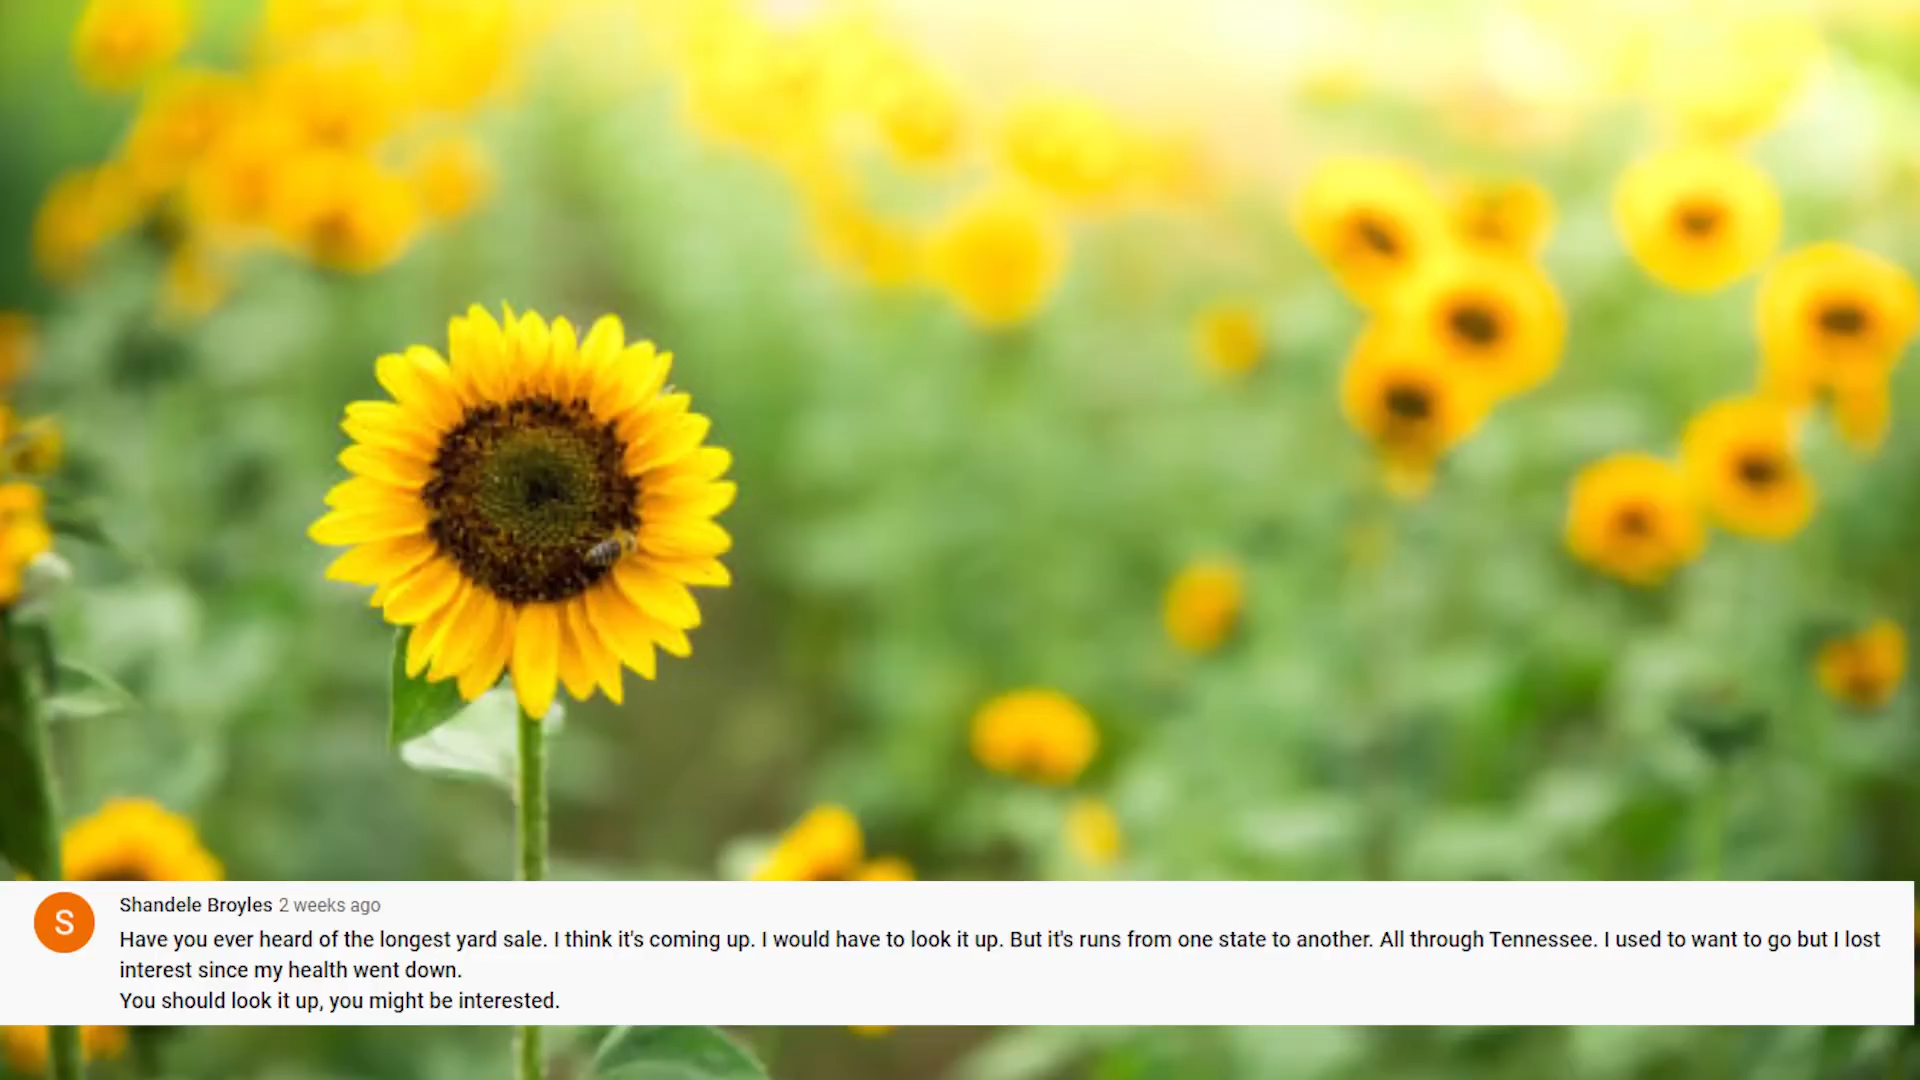 S
Shandele Broyles 2 weeks ago
Have you ever heard of the longest yard sale. I think it's coming up. I would have to look it up. But it's runs from one state to another. All through Tennessee. I used to want to go but I lost
interest since my health went down.
You should look it up, you might be interested.